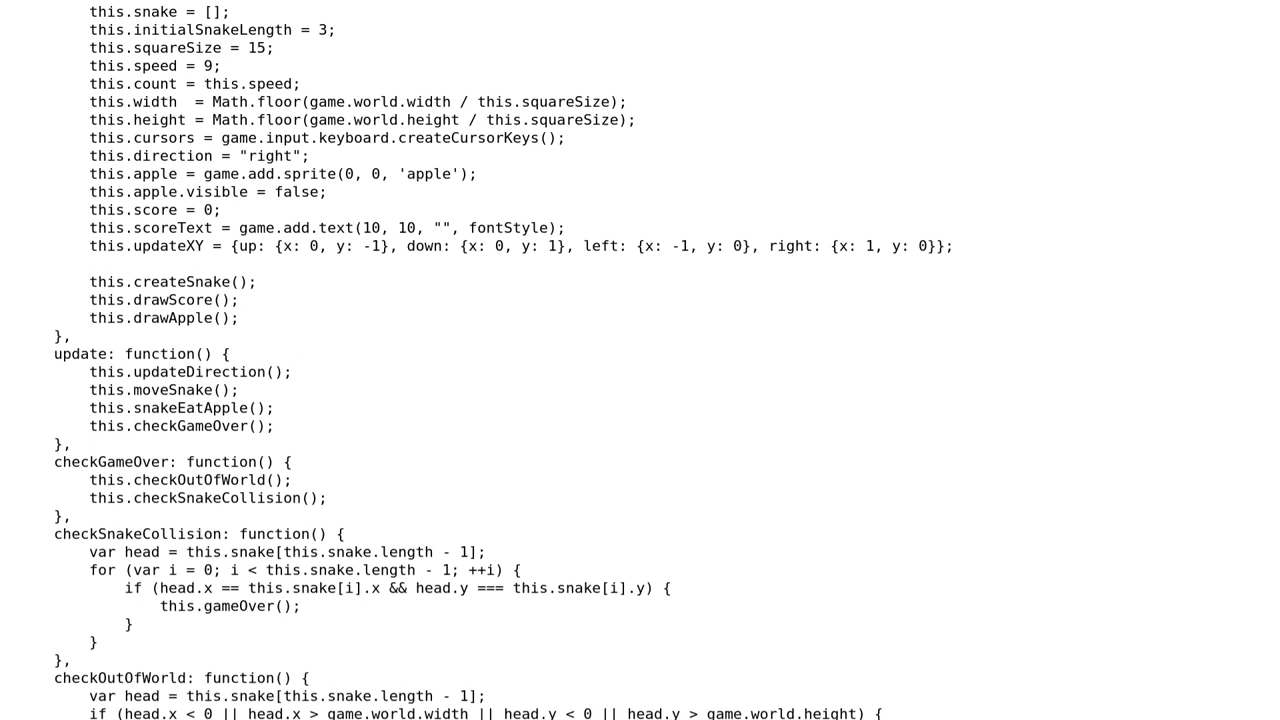 this.snake = [];
this.initialSnakeLength = 3;
this.squareSize = 15;
this.speed = 9;
this.count = this.speed;
this.width  = Math.floor(game.world.width / this.squareSize);
this.height = Math.floor(game.world.height / this.squareSize);
this.cursors = game.input.keyboard.createCursorKeys();
this.direction = "right";
this.apple = game.add.sprite(0, 0, 'apple');
this.apple.visible = false;
this.score = 0;
this.scoreText = game.add.text(10, 10, "", fontStyle);
this.updateXY = {up: {x: 0, y: -1}, down: {x: 0, y: 1}, left: {x: -1, y: 0}, right: {x: 1, y: 0}};
this.createSnake();
this.drawScore();
this.drawApple();
},
update: function() {
this.updateDirection();
this.moveSnake();
this.snakeEatApple();
this.checkGameOver();
},
checkGameOver: function() {
this.checkOutOfWorld();
this.checkSnakeCollision();
},
checkSnakeCollision: function() {
var head = this.snake[this.snake.length - 1];
for (var i = 0; i < this.snake.length - 1; ++i) {
if (head.x == this.snake[i].x && head.y === this.snake[i].y) {
this.gameOver();
}
}
},
checkOutOfWorld: function() {
var head = this.snake[this.snake.length - 1];
if (head.x < 0 || head.x > game.world.width || head.y < 0 || head.y > game.world.height) {